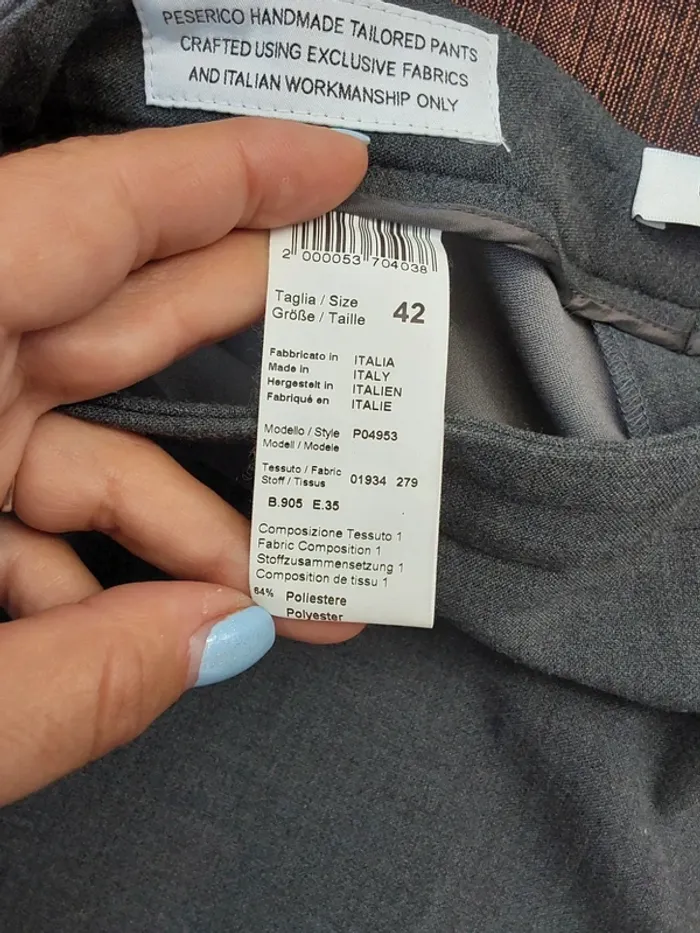 PESERICO HANDMADE TAILORED PANTS
CRAFTED USING EXCLUSIVE FABRICS
AND ITALIAN WORKMANSHIP ONLY
2 000053 704038
Taglia / Size
Größe / Taille 42
Fabbricato in ITALIA
Made in ITALY
Hergestellt in ITALIEN
Fabriqué en ITALIE
Modello / Style P04953
Modell / Modele
Tessuto / Fabric
Stoff / Tissus 01934 279
B.905 E.35
Composizione Tessuto 1
Fabric Composition 1
Stoffzusammensetzung 1
Composition de tissu 1
64% Poliestere
Polyester